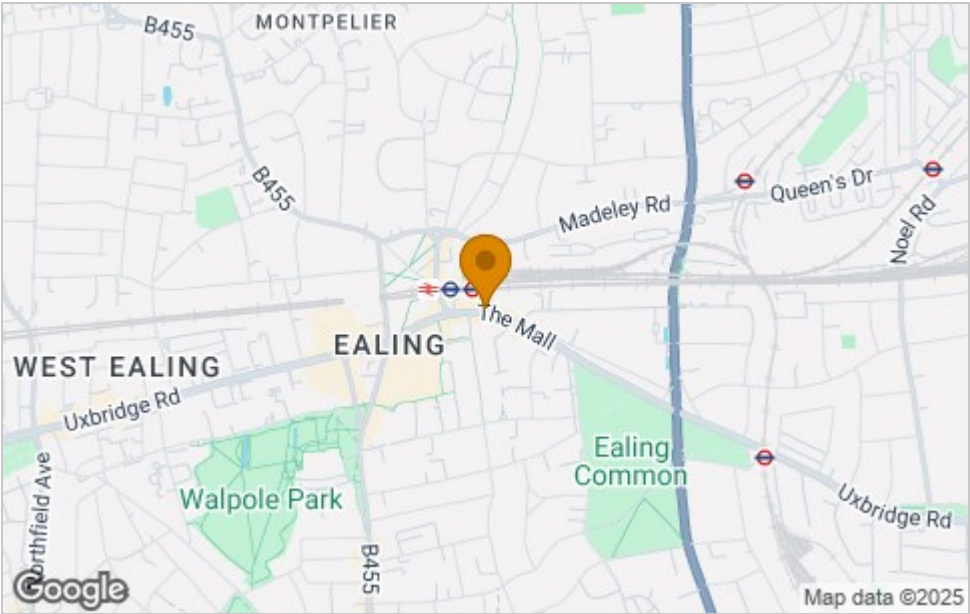 MONTPELIER
B455
B455
Queen's Dr
Madeley Rd
Noel Rd
The Mall
EALING
WEST EALING
Uxbridge Rd
Ealing
Common
Walpole Park
Northfield Ave
Uxbridge Rd
B455
Google
Map data ©2025